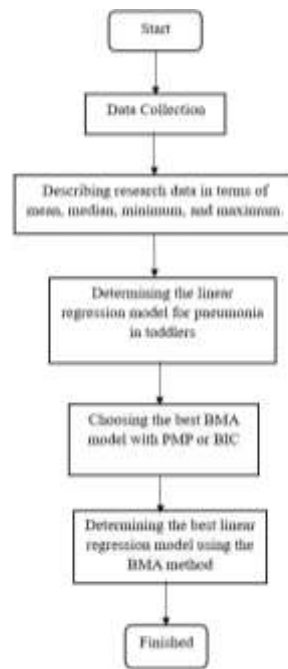 Start
Data Collection
Describing research data in terms of
mean, median, minimum, and maximum.
Determining the linear
regression model for pneumonia
in toddlers
Choosing the best BMA
model with PMP or BIC
Determining the best linear
regression model using the
BMA method
Finished